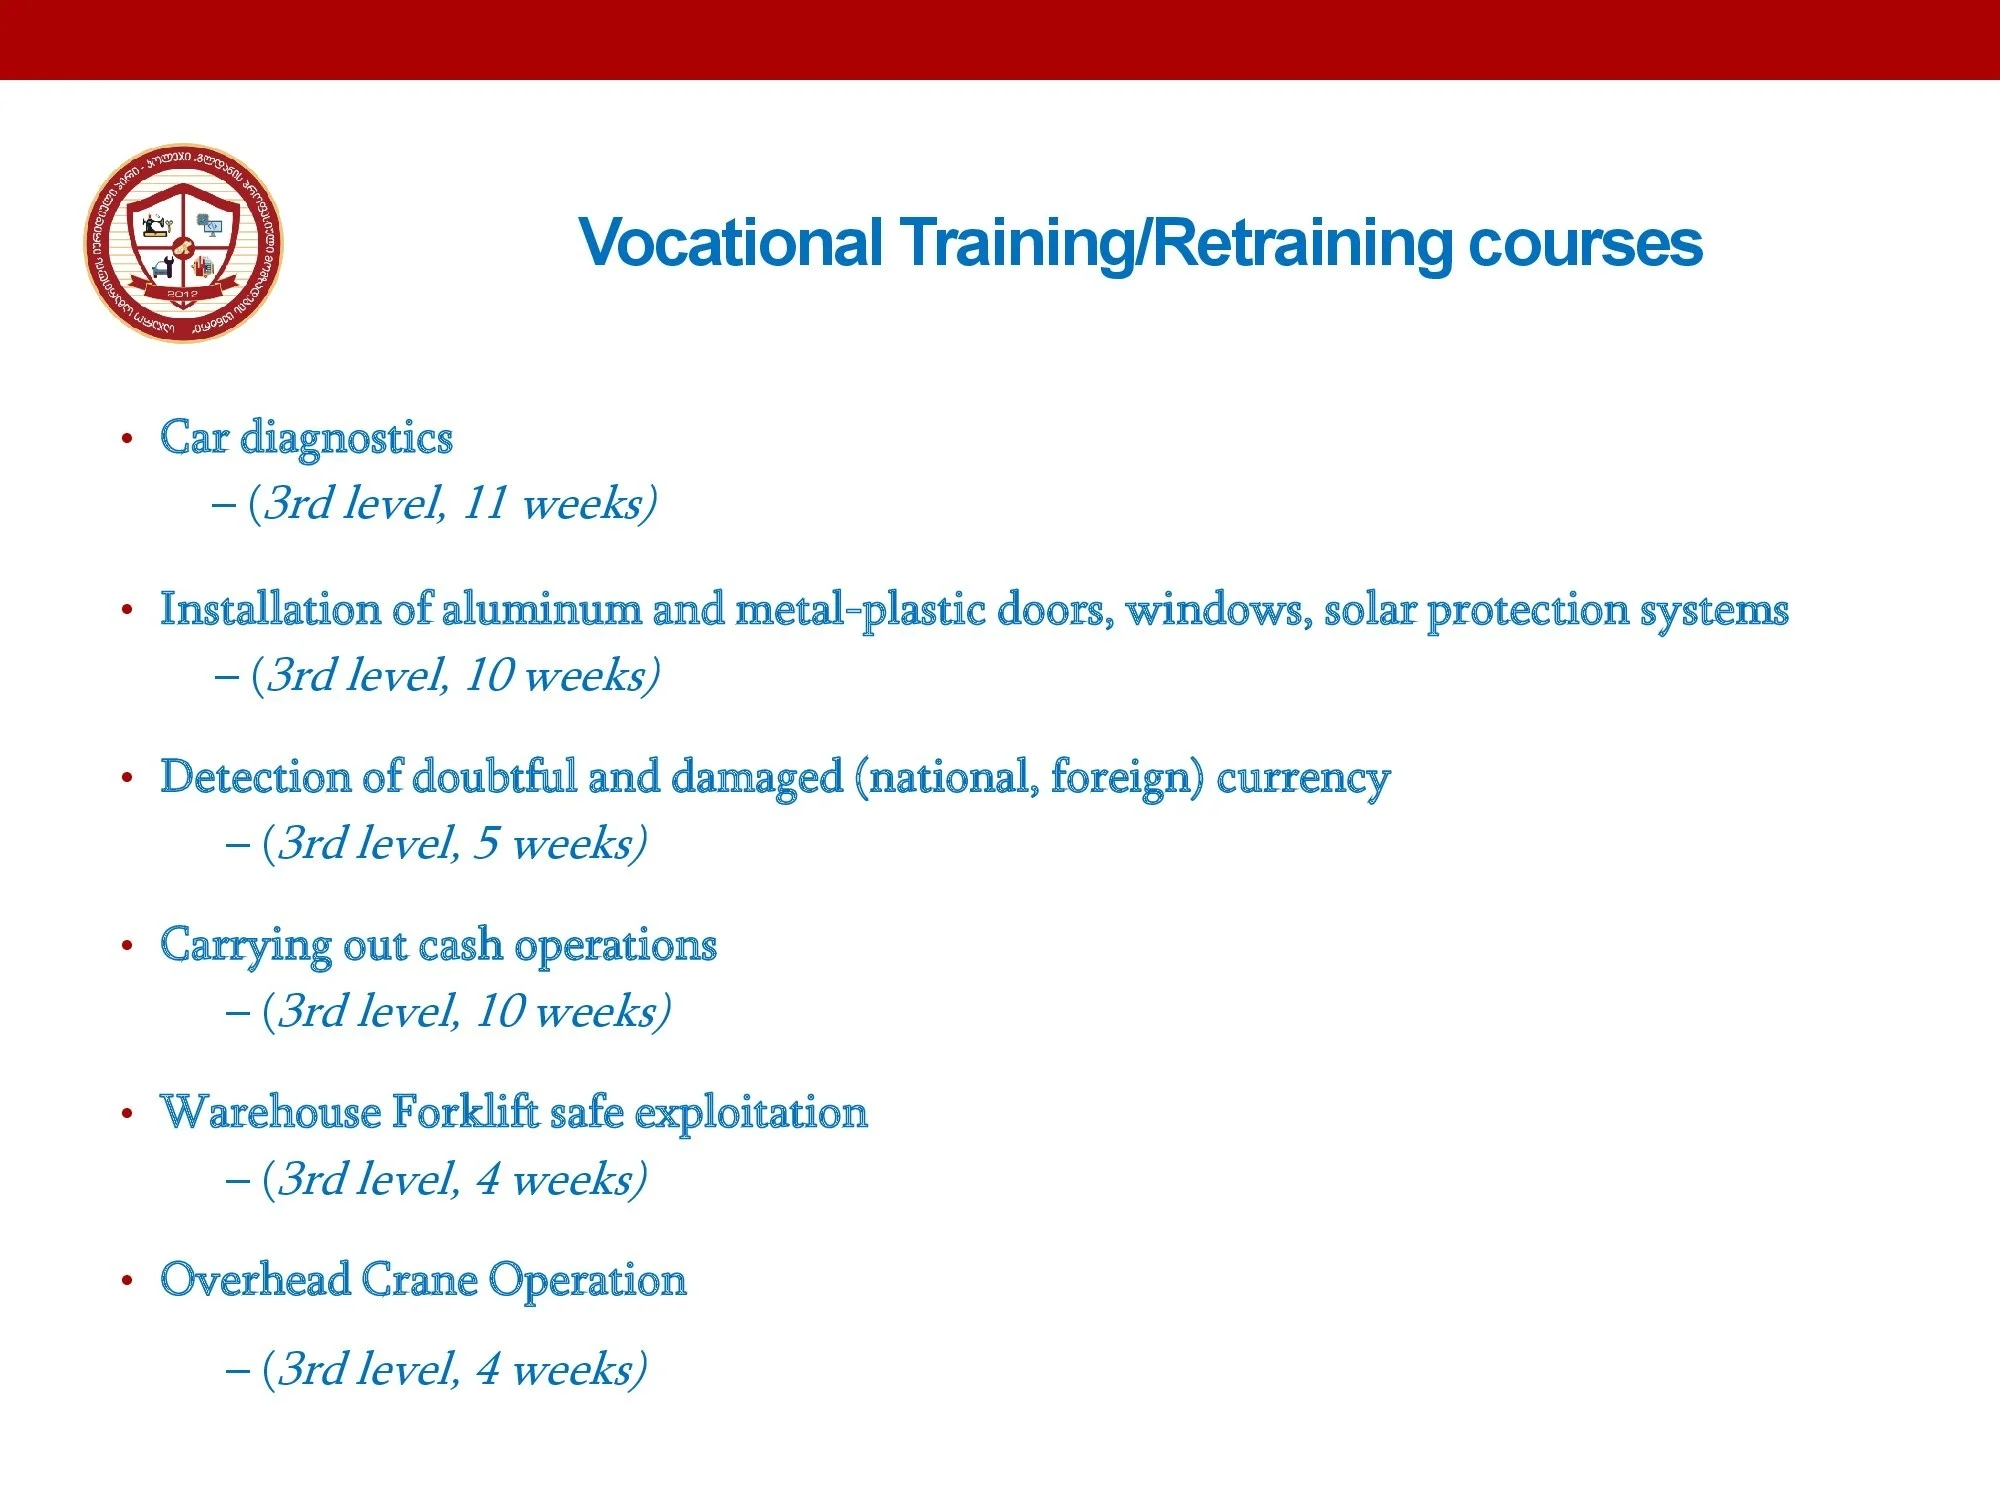 2012
Vocational Training/Retraining courses
• Car diagnostics
– (3rd level, 11 weeks)
• Installation of aluminum and metal-plastic doors, windows, solar protection systems
– (3rd level, 10 weeks)
• Detection of doubtful and damaged (national, foreign) currency
– (3rd level, 5 weeks)
• Carrying out cash operations
– (3rd level, 10 weeks)
• Warehouse Forklift safe exploitation
– (3rd level, 4 weeks)
• Overhead Crane Operation
– (3rd level, 4 weeks)